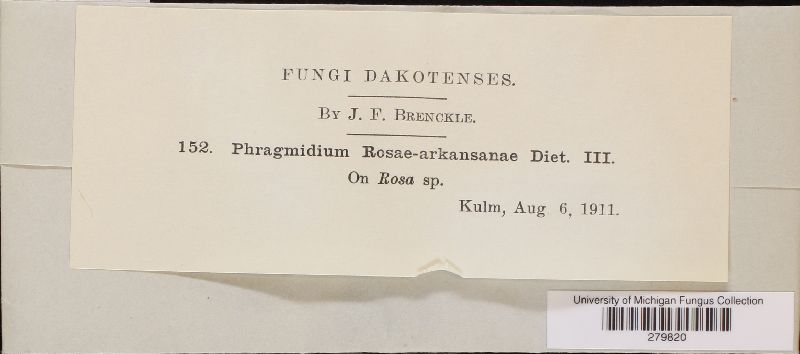 FUNGI DAKOTENSES.
By J. F. Brenckle.
152. Phragmidium Rosae-arkansanae Diet. III.
On Rosa sp.
Kulm, Aug 6, 1911.
University of Michigan Fungus Collection
279820